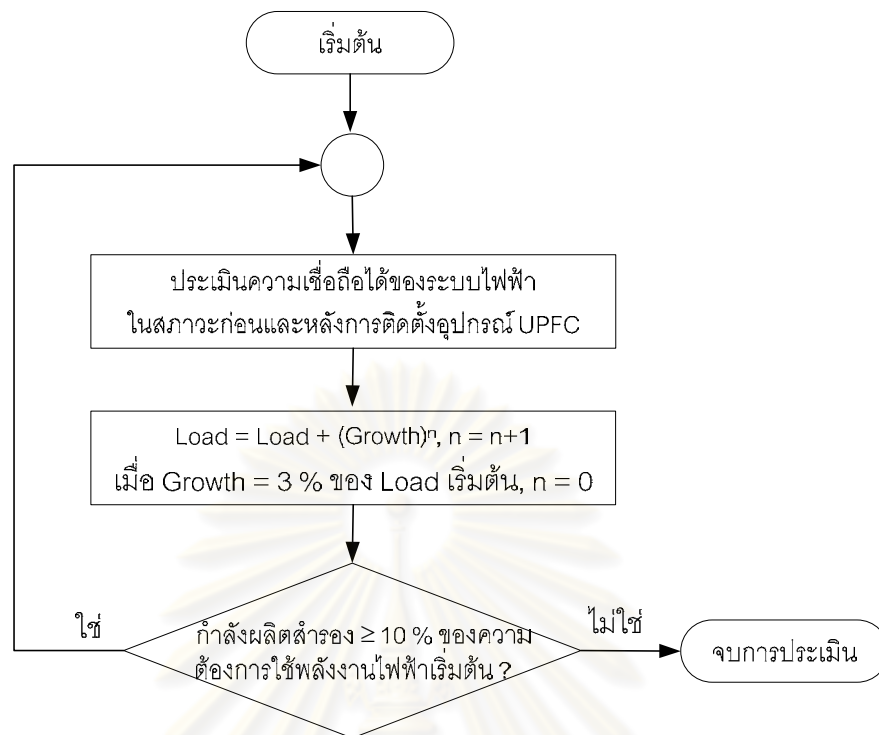 เริ่มต้น
ประเมินความเชื่อถือได้ของระบบไฟฟ้า
ในสภาวะก่อนและหลังการติดตั้งอุปกรณ์ UPFC
Load = Load + (Growth)ⁿ, n = n+1
เมื่อ Growth = 3 % ของ Load เริ่มต้น, n = 0
ใช่
กำลังผลิตสำรอง ≥ 10 % ของความ
ต้องการใช้พลังงานไฟฟ้าเริ่มต้น ?
ไม่ใช่
จบการประเมิน